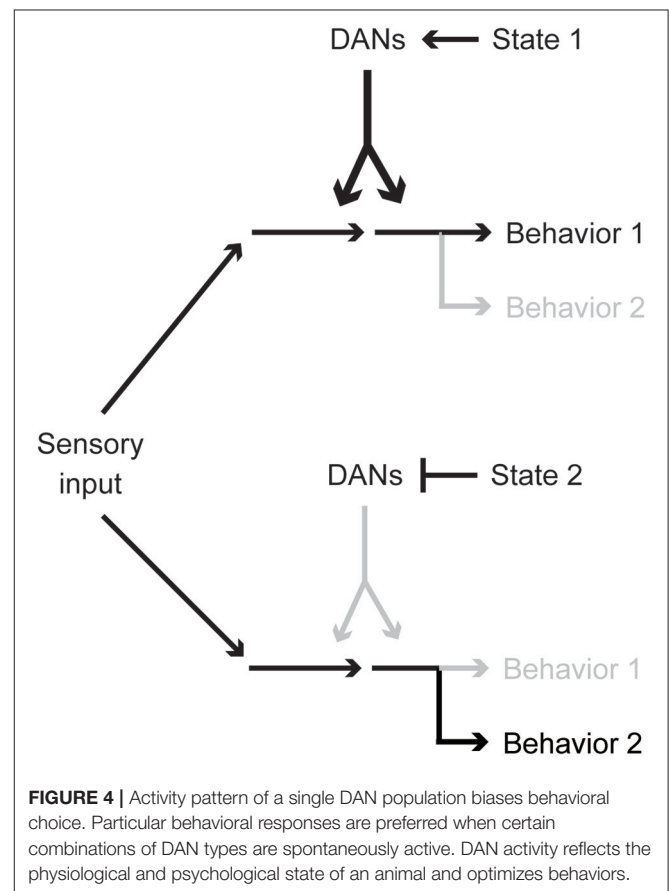 DANs State 1
Behavior 1
Behavior 2
Sensory
input
DANs State 2
Behavior 1
Behavior 2
FIGURE 4 | Activity pattern of a single DAN population biases behavioral
choice. Particular behavioral responses are preferred when certain
combinations of DAN types are spontaneously active. DAN activity reflects the
physiological and psychological state of an animal and optimizes behaviors.